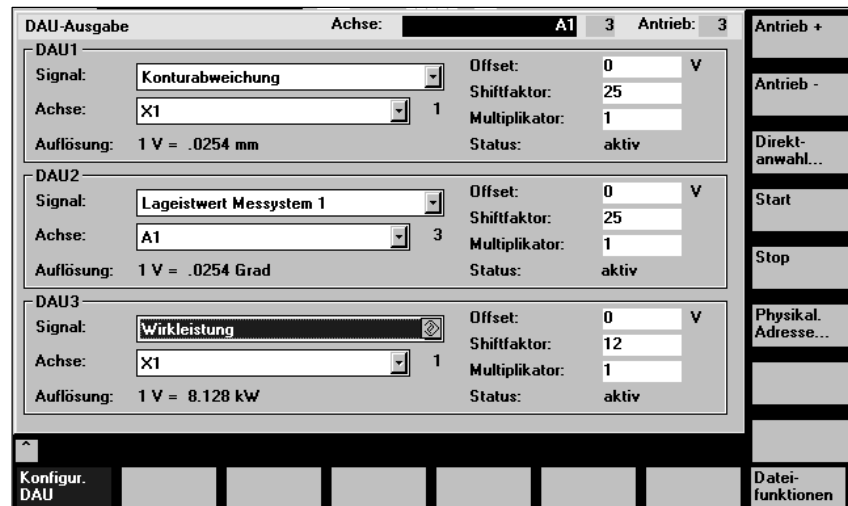 DAU-Ausgabe Achse: A1 3 Antrieb: 3
DAU1
Signal: Konturabweichung
Achse: X1 1
Auflösung: 1 V = .0254 mm
Offset: 0 V
Shiftfaktor: 25
Multiplikator: 1
Status: aktiv
DAU2
Signal: Lageistwert Messystem 1
Achse: A1 3
Auflösung: 1 V = .0254 Grad
Offset: 0 V
Shiftfaktor: 25
Multiplikator: 1
Status: aktiv
DAU3
Signal: Wirkleistung
Achse: X1 1
Auflösung: 1 V = 8.128 kW
Offset: 0 V
Shiftfaktor: 12
Multiplikator: 1
Status: aktiv
Antrieb +
Antrieb -
Direkt-
anwahl...
Start
Stop
Physikal.
Adresse...
^
Konfigur.
DAU
Datei-
funktionen